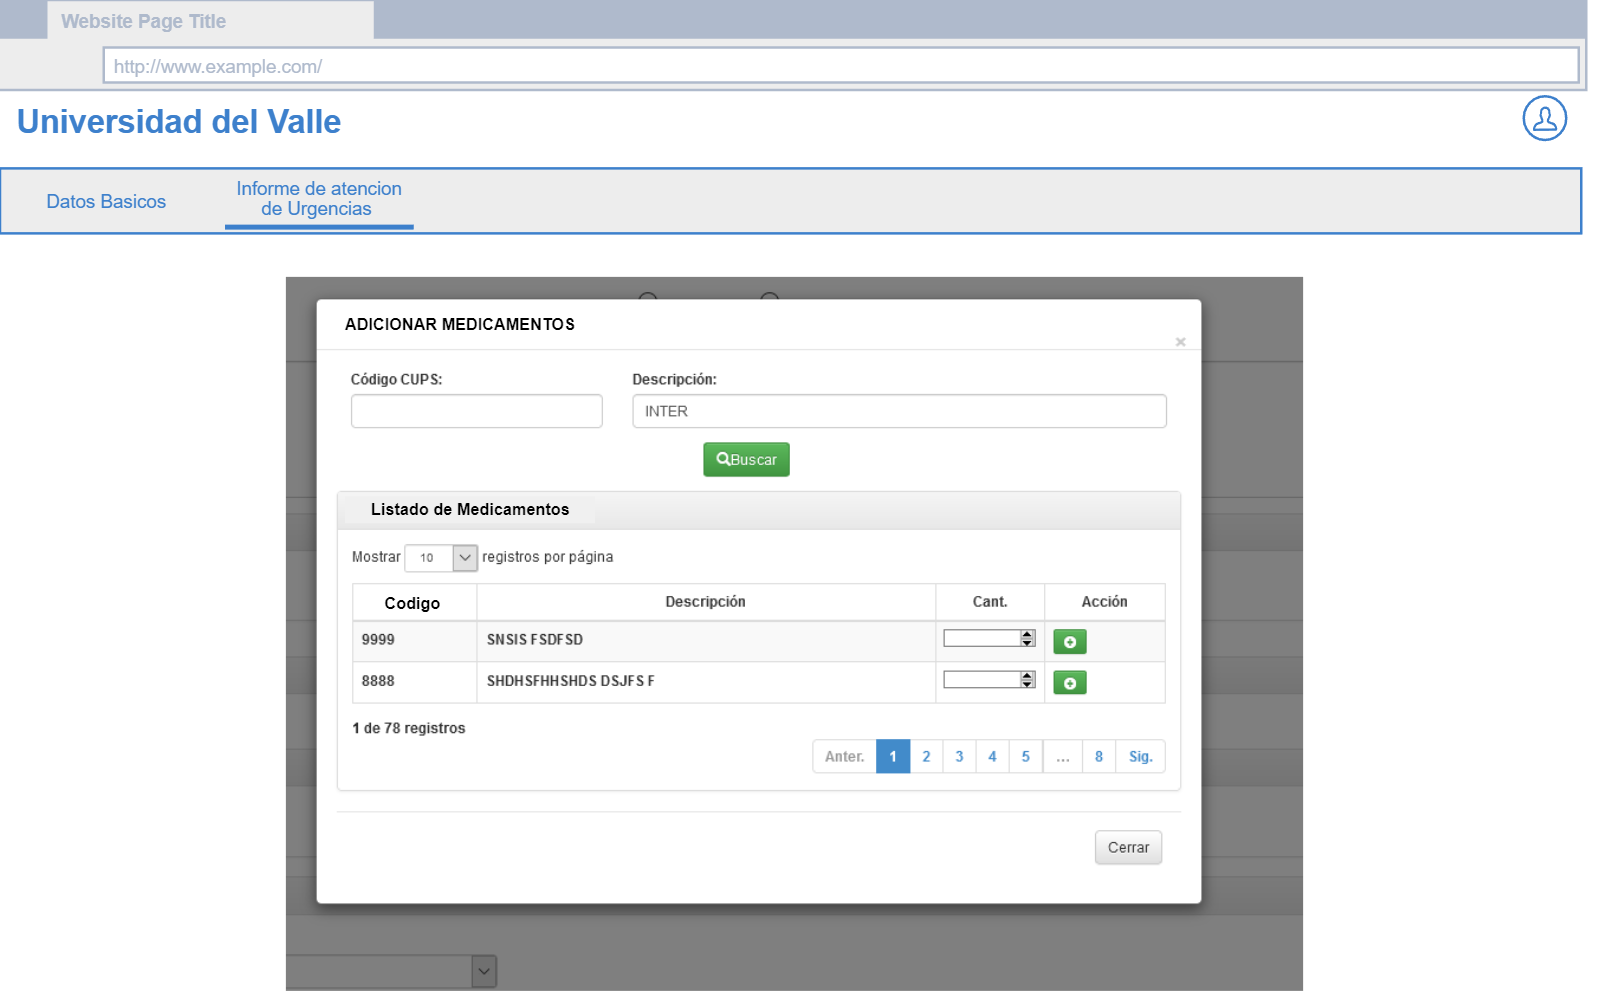 Website Page Title
http://www.example.com/
Universidad del Valle
Datos Basicos
Informe de atencion
de Urgencias
ADICIONAR MEDICAMENTOS
×
Código CUPS:
Descripción:
INTER
Buscar
Listado de Medicamentos
Mostrar 10 registros por página
Codigo Descripción Cant. Acción
9999 SNSIS FSDFSD
8888 SHDHSFHHSHDS DSJFS F
1 de 78 registros
Anter. 1 2 3 4 5 ... 8 Sig.
Cerrar